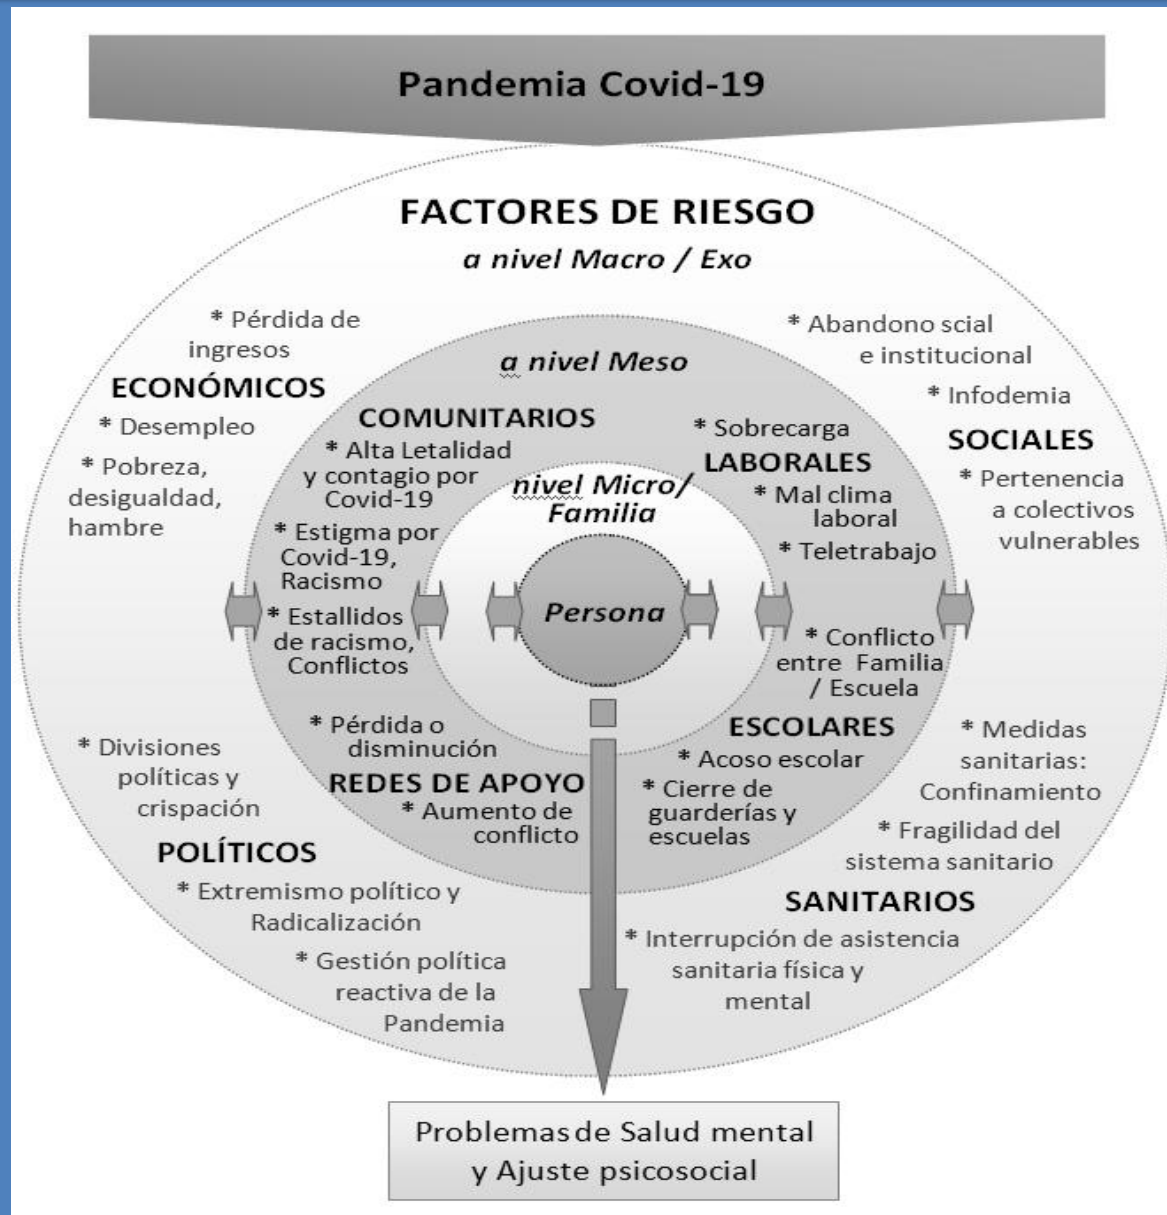 Pandemia Covid-19
FACTORES DE RIESGO
a nivel Macro / Exo
* Pérdida de
ingresos
ECONÓMICOS
* Desempleo
* Pobreza,
desigualdad,
hambre
* Abandono scial
e institucional
* Infodemia
SOCIALES
* Pertenencia
a colectivos
vulnerables
a nivel Meso
COMUNITARIOS
* Alta Letalidad
y contagio por
Covid-19
* Estigma por
Covid-19,
Racismo
* Estallidos
de racismo,
Conflictos
* Sobrecarga
LABORALES
* Mal clima
laboral
* Teletrabajo
nivel Micro/
Familia
Persona
* Conflicto
entre Familia
/ Escuela
ESCOLARES
* Acoso escolar
* Cierre de
guarderías y
escuelas
* Pérdida o
disminución
REDES DE APOYO
* Aumento de
conflicto
* Divisiones
políticas y
crispación
POLÍTICOS
* Extremismo político y
Radicalización
* Gestión política
reactiva de la
Pandemia
* Medidas
sanitarias:
Confinamiento
* Fragilidad del
sistema sanitario
SANITARIOS
* Interrupción de asistencia
sanitaria física y
mental
Problemas de Salud mental
y Ajuste psicosocial